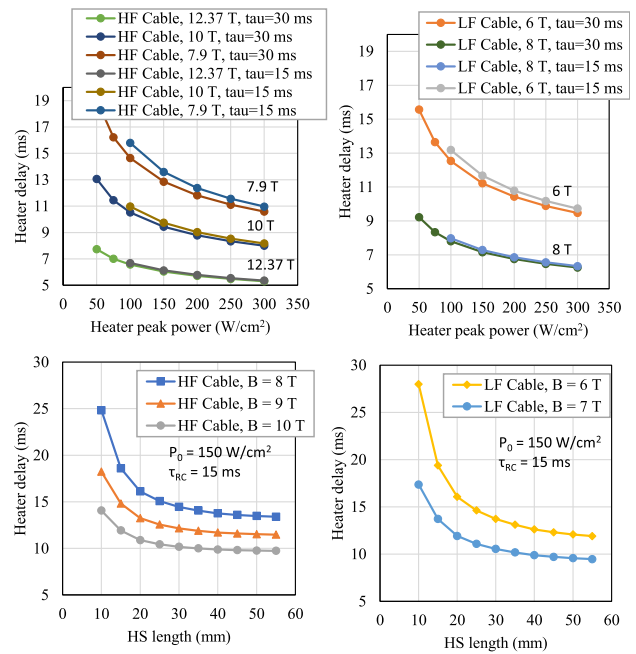 HF Cable, 12.37 T, tau=30 ms
HF Cable, 10 T, tau=30 ms
HF Cable, 7.9 T, tau=30 ms
HF Cable, 12.37 T, tau=15 ms
HF Cable, 10 T, tau=15 ms
HF Cable, 7.9 T, tau=15 ms
19
17
15
13
11
9
7
5
Heater delay (ms)
7.9 T
10 T
12.37 T
0 50 100 150 200 250 300 350
Heater peak power (W/cm²)
LF Cable, 6 T, tau=30 ms
LF Cable, 8 T, tau=30 ms
LF Cable, 8 T, tau=15 ms
LF Cable, 6 T, tau=15 ms
19
17
15
13
11
9
7
5
Heater delay (ms)
6 T
8 T
0 50 100 150 200 250 300 350
Heater peak power (W/cm²)
HF Cable, B = 8 T
HF Cable, B = 9 T
HF Cable, B = 10 T
P₀ = 150 W/cm²
τRC = 15 ms
30
25
20
15
10
5
Heater delay (ms)
0 10 20 30 40 50 60
HS length (mm)
LF Cable, B = 6 T
LF Cable, B = 7 T
P₀ = 150 W/cm²
τRC = 15 ms
30
25
20
15
10
5
Heater delay (ms)
0 10 20 30 40 50 60
HS length (mm)